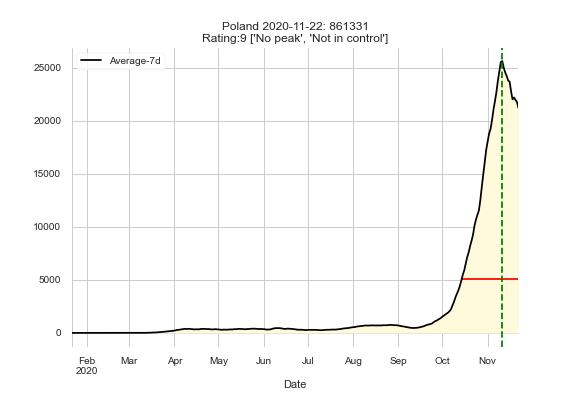 Poland 2020-11-22: 861331
Rating:9 ['No peak', 'Not in control']
Average-7d
25000
20000
15000
10000
5000
0
Feb Mar Apr May Jun Jul Aug Sep Oct Nov
2020
Date